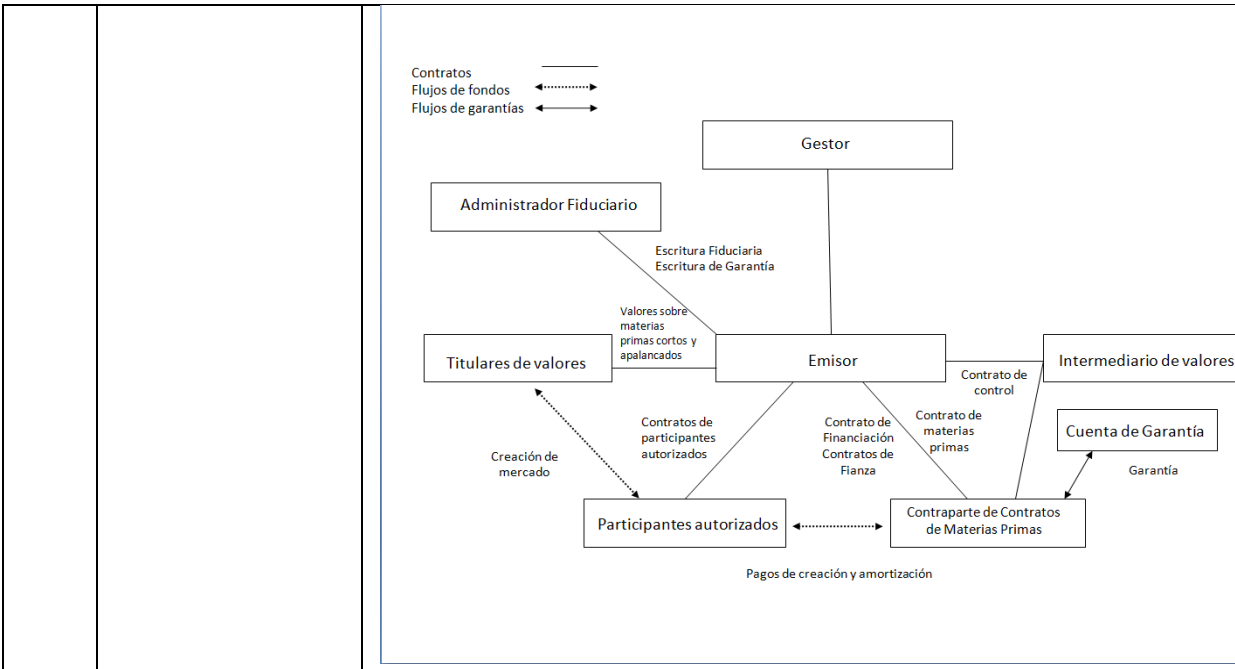 Contratos
Flujos de fondos
Flujos de garantías
Gestor
Administrador Fiduciario
Escritura Fiduciaria
Escritura de Garantía
Valores sobre
materias
primas cortos y
apalancados
Titulares de valores
Emisor
Intermediario de valores
Contrato de
control
Contratos de
participantes
autorizados
Contrato de
Financiación
Contratos de
Fianza
Contrato de
materias
primas
Cuenta de Garantía
Creación de
mercado
Garantía
Participantes autorizados
Contraparte de Contratos
de Materias Primas
Pagos de creación y amortización